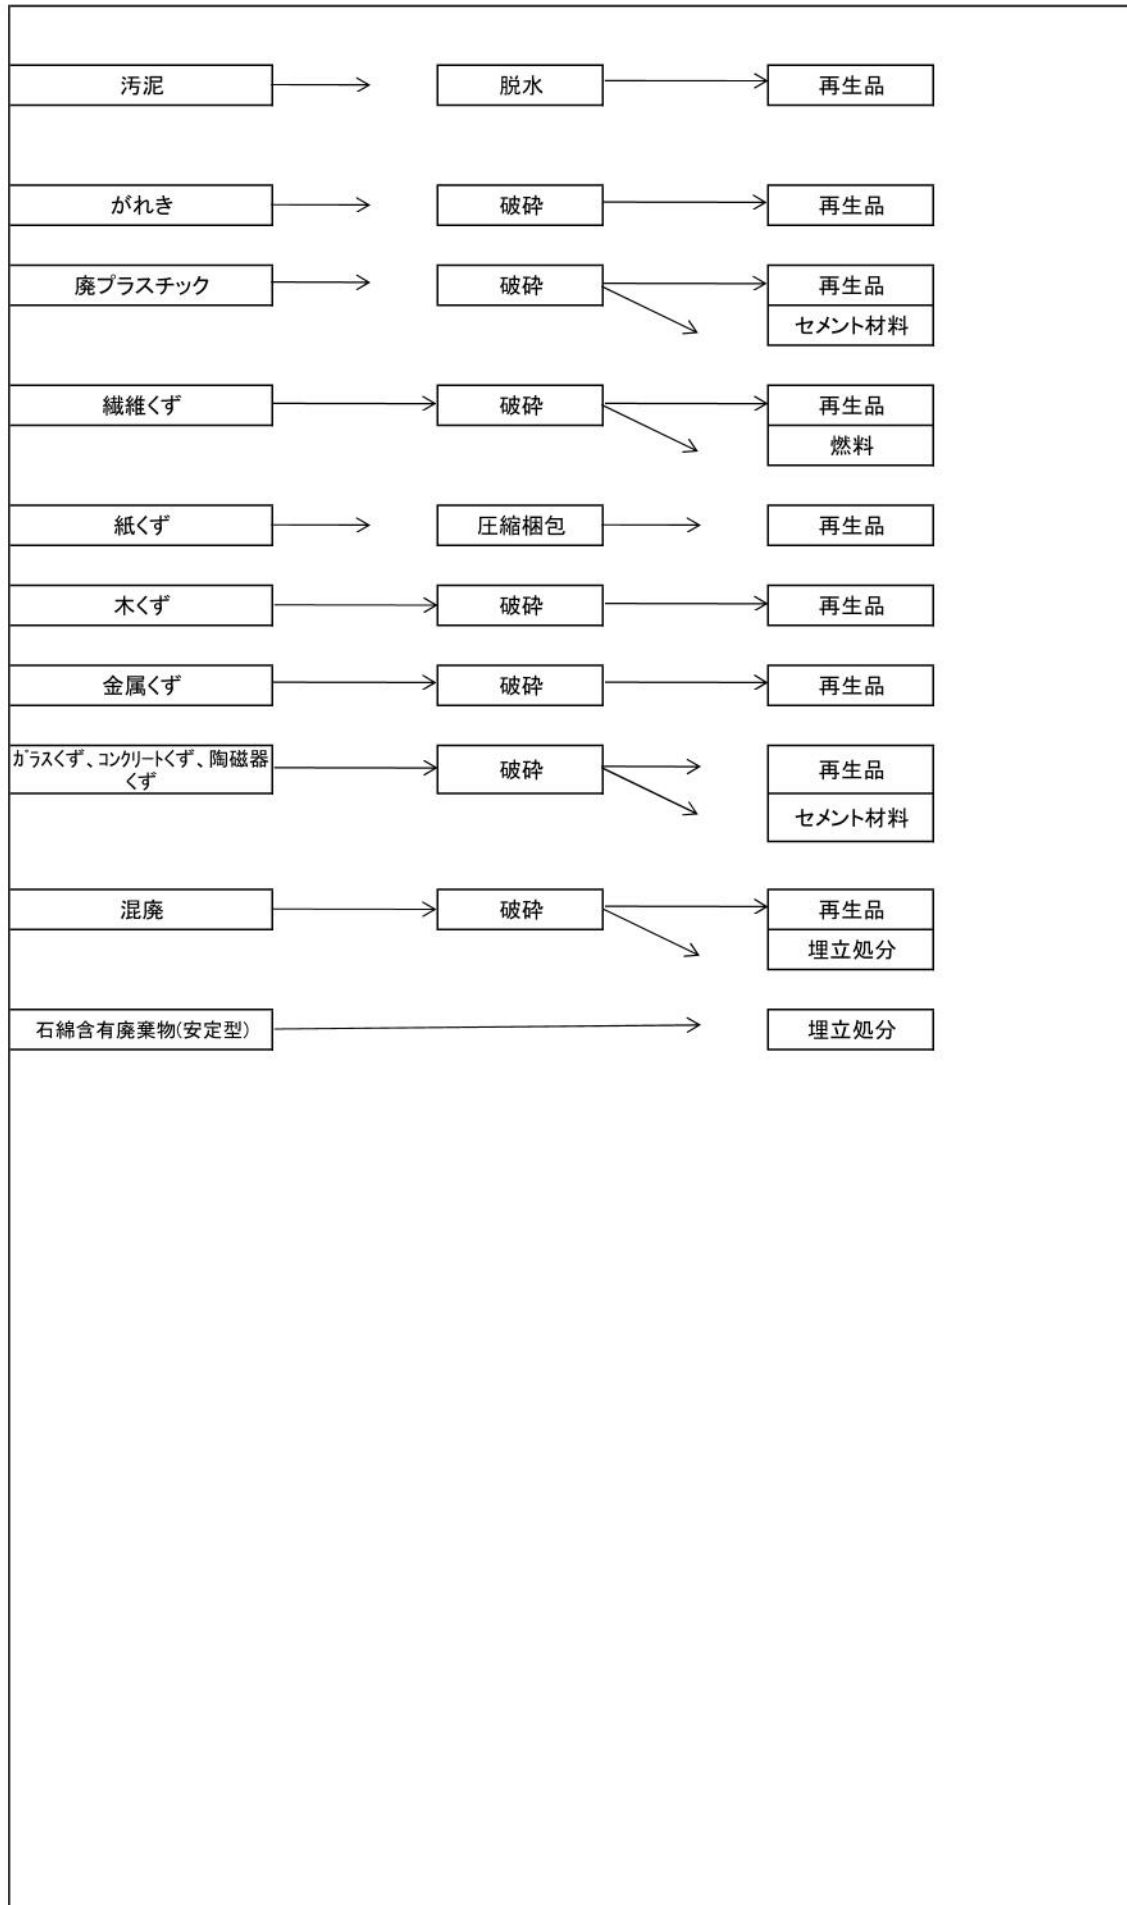 汚泥
脱水
再生品
がれき
破砕
再生品
廃プラスチック
破砕
再生品
セメント材料
繊維くず
破砕
再生品
燃料
紙くず
圧縮梱包
再生品
木くず
破砕
再生品
金属くず
破砕
再生品
ｶﾞﾗｽくず、ｺﾝｸﾘｰﾄくず、陶磁器
くず
破砕
再生品
セメント材料
混廃
破砕
再生品
埋立処分
石綿含有廃棄物(安定型)
埋立処分